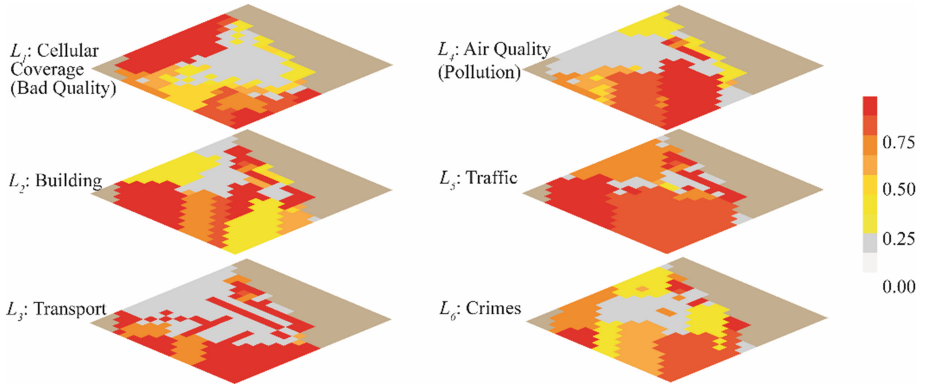 L1: Cellular
Coverage
(Bad Quality)
L4: Air Quality
(Pollution)
L2: Building
L5: Traffic
L3: Transport
L6: Crimes
0.75
0.50
0.25
0.00